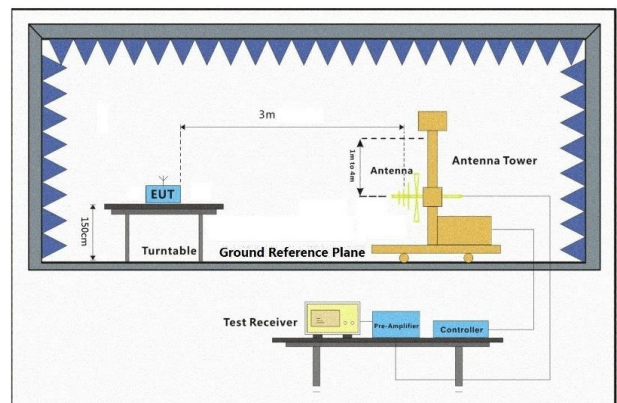 3m
1m to 4m
Antenna
Antenna Tower
EUT
150cm
Turntable
Ground Reference Plane
Test Receiver
Pre-Amplifier
Controller